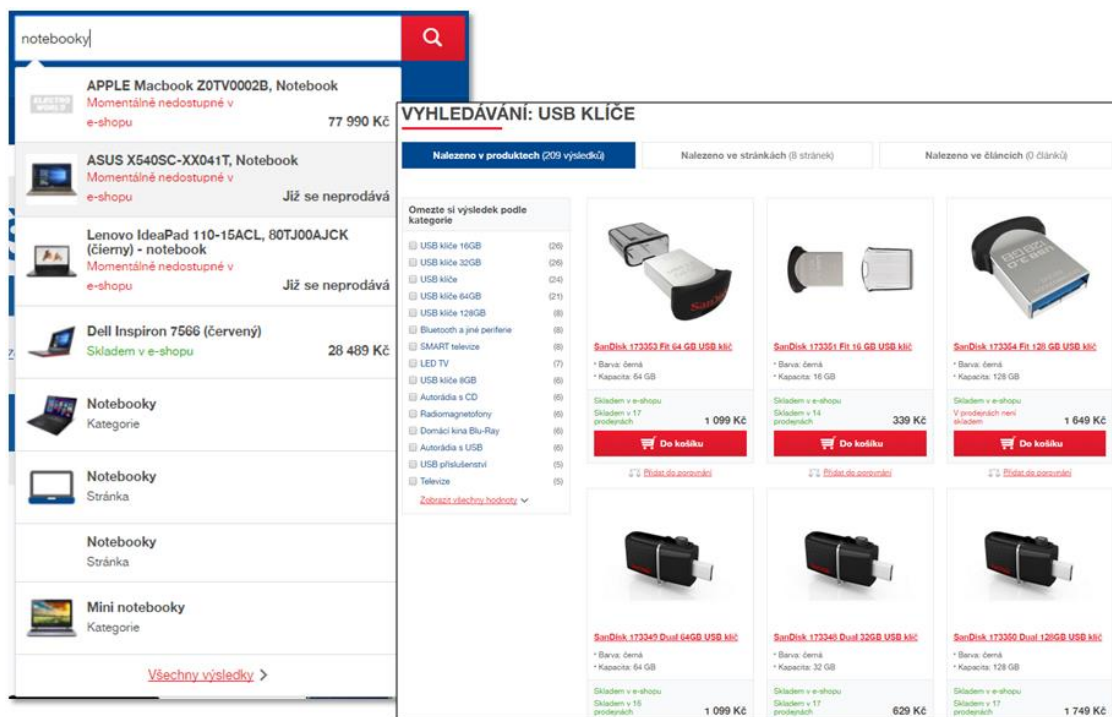 notebooky
APPLE Macbook Z0TV0002B, Notebook
Momentálně nedostupné v
e-shopu
77 990 Kč
ELECTRO
WORLD
ASUS X540SC-XX041T, Notebook
Momentálně nedostupné v
e-shopu
Již se neprodává
Lenovo IdeaPad 110-15ACL, 80TJ00AJCK
(čierny) - notebook
Momentálně nedostupné v
e-shopu
Již se neprodává
Dell Inspiron 7566 (červený)
Skladem v e-shopu
28 489 Kč
Notebooky
Kategorie
Notebooky
Stránka
Notebooky
Stránka
Mini notebooky
Kategorie
Všechny výsledky
VYHLEDÁVÁNÍ: USB KLÍČE
Nalezeno v produktech (209 výsledků)
Nalezeno ve stránkách (8 stránek)
Nalezeno ve článcích (0 článků)
Omezte si výsledek podle
kategorie
USB klíče 16GB (26)
USB klíče 32GB (26)
USB klíče (24)
USB klíče 64GB (21)
USB klíče 128GB (8)
Bluetooth a jiné periferie (8)
SMART televize (8)
LED TV (7)
USB klíče 8GB (6)
Autorádia s CD (6)
Radiomagnetofony (6)
Domácí kina Blu-Ray (6)
Autorádia s USB (6)
USB příslušenství (5)
Televize (5)
Zobrazit všechny hodnoty
SanDisk 173353 Fit 64 GB USB klíč
• Barva: černá
• Kapacita: 64 GB
Skladem v e-shopu
Skladem v 17
prodejnách
1 099 Kč
Do košíku
Přidat do porovnání
SanDisk 173351 Fit 16 GB USB klíč
• Barva: černá
• Kapacita: 16 GB
Skladem v e-shopu
Skladem v 14
prodejnách
339 Kč
Do košíku
Přidat do porovnání
128GB
USB 3.0
SanDisk 173354 Fit 128 GB USB klíč
• Barva: černá
• Kapacita: 128 GB
Skladem v e-shopu
V prodejnách není
skladem
1 649 Kč
Do košíku
Přidat do porovnání
SanDisk 173349 Dual 64GB USB klíč
• Barva: černá
• Kapacita: 64 GB
Skladem v e-shopu
Skladem v 16
prodejnách
1 099 Kč
SanDisk 173348 Dual 32GB USB klíč
• Barva: černá
• Kapacita: 32 GB
Skladem v e-shopu
Skladem v 17
prodejnách
629 Kč
SanDisk 173350 Dual 128GB USB klíč
• Barva: černá
• Kapacita: 128 GB
Skladem v e-shopu
Skladem v 17
prodejnách
1 749 Kč